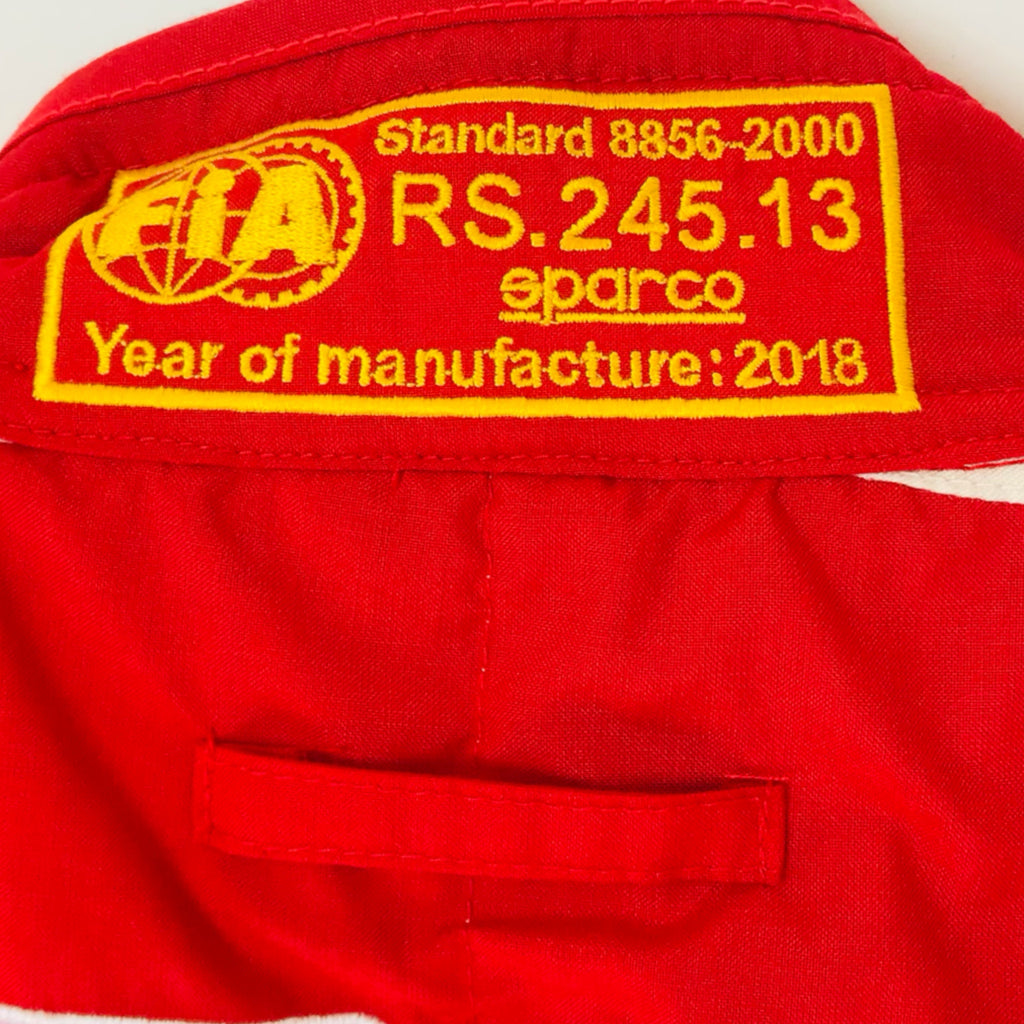 FIA
Standard 8856-2000
RS.245.13
sparco
Year of manufacture: 2018